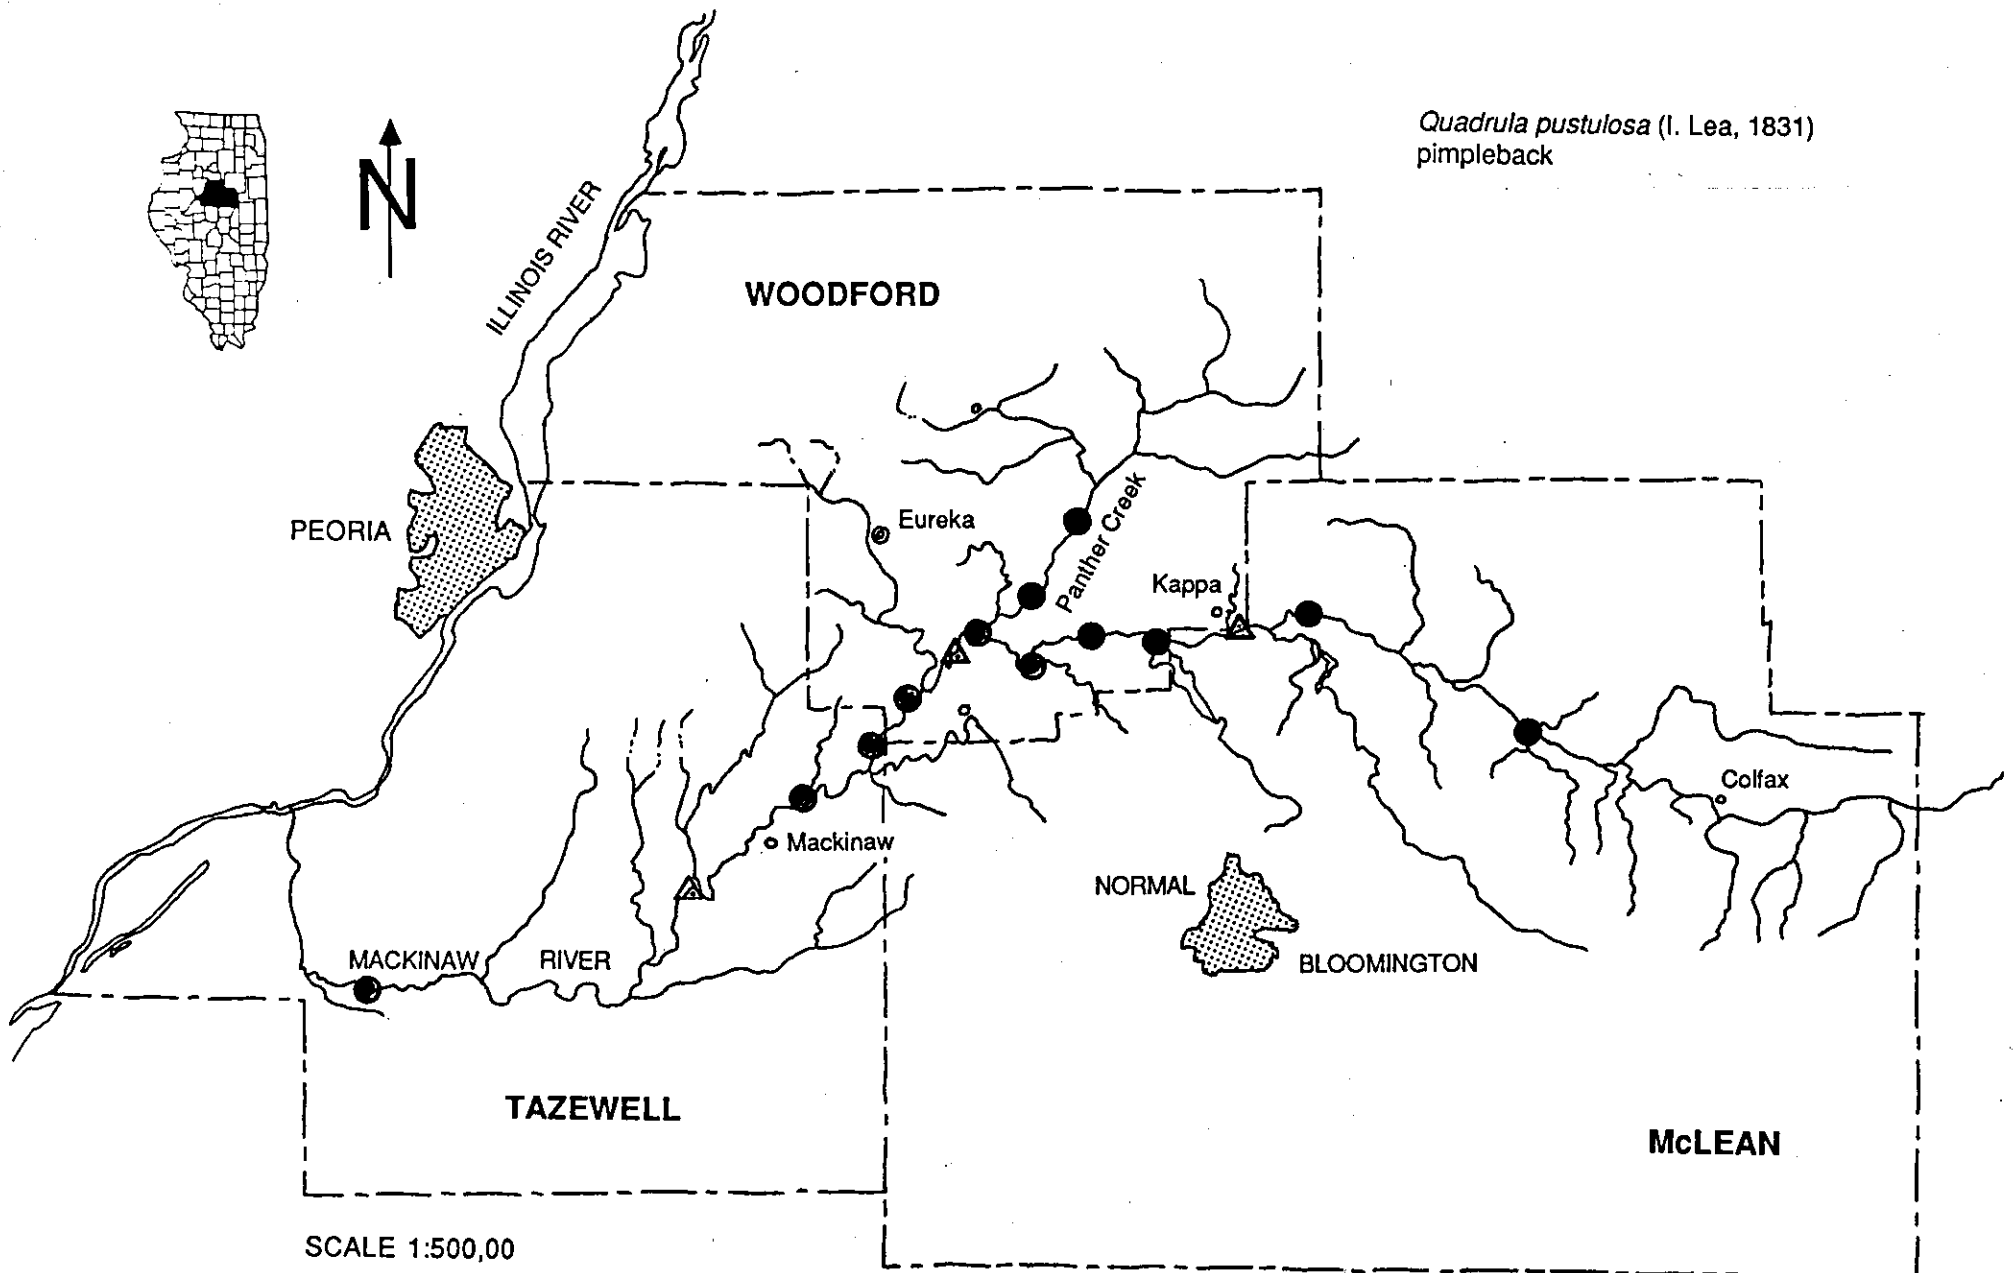 Quadrula pustulosa (I. Lea, 1831)
pimpleback
N
ILLINOIS RIVER
WOODFORD
PEORIA
Eureka
Panther Creek
Kappa
Colfax
Mackinaw
NORMAL
BLOOMINGTON
MACKINAW RIVER
TAZEWELL
McLEAN
SCALE 1:500,00